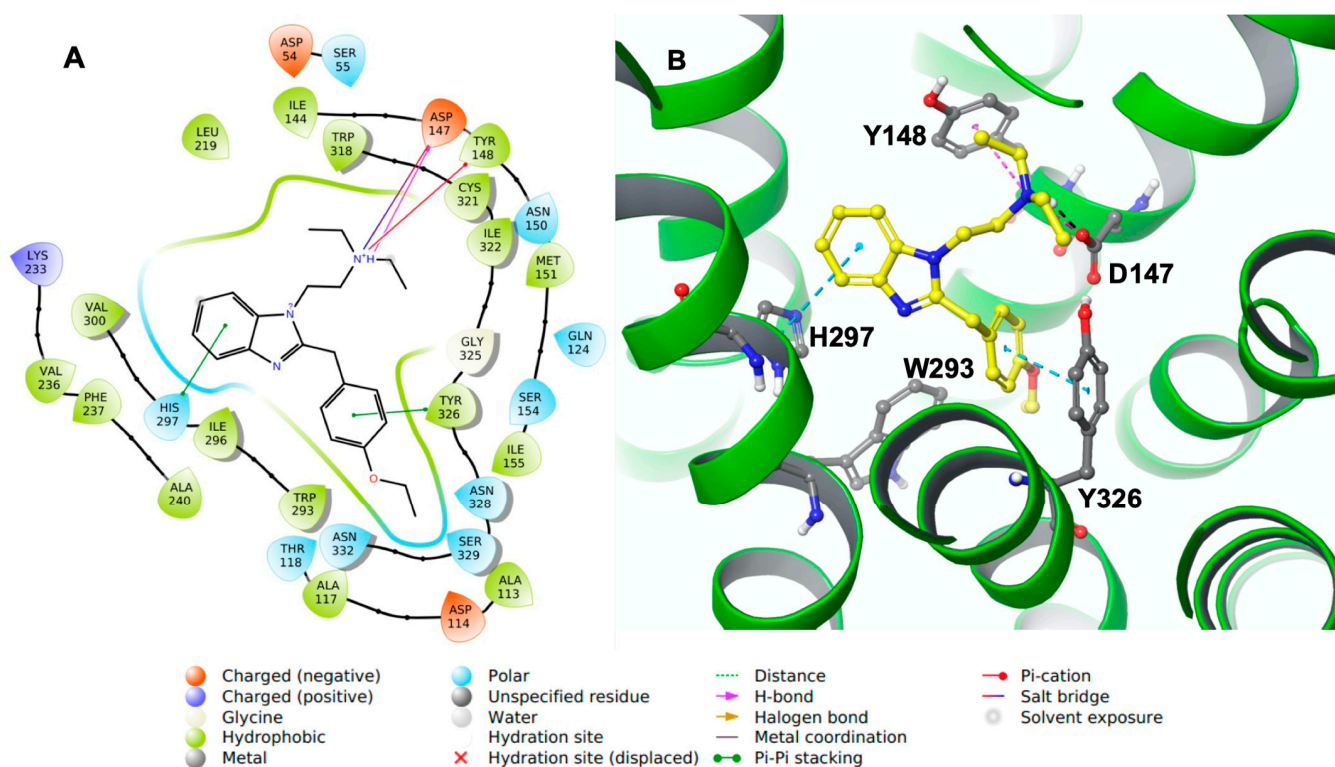 A
ASP
54
SER
55
ILE
144
ASP
147
LEU
219
TRP
318
TYR
148
CYS
321
ASN
150
ILE
322
MET
151
LYS
233
N⁺H
VAL
300
N
N
GLY
325
GLN
124
VAL
236
PHE
237
HIS
297
ILE
296
TYR
326
SER
154
ILE
155
ALA
240
TRP
293
O
ASN
328
THR
118
ASN
332
SER
329
ALA
117
ASP
114
ALA
113
B
Y148
D147
H297
W293
Y326
Charged (negative)
Charged (positive)
Glycine
Hydrophobic
Metal
Polar
Unspecified residue
Water
Hydration site
Hydration site (displaced)
Distance
H-bond
Halogen bond
Metal coordination
Pi-Pi stacking
Pi-cation
Salt bridge
Solvent exposure